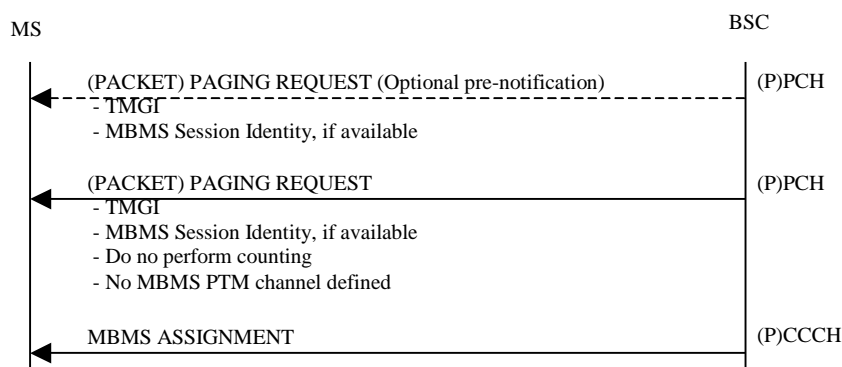 MS
BSC
(PACKET) PAGING REQUEST (Optional pre-notification)
(P)PCH
- TMGI
- MBMS Session Identity, if available
(PACKET) PAGING REQUEST
(P)PCH
- TMGI
- MBMS Session Identity, if available
- Do no perform counting
- No MBMS PTM channel defined
MBMS ASSIGNMENT
(P)CCCH